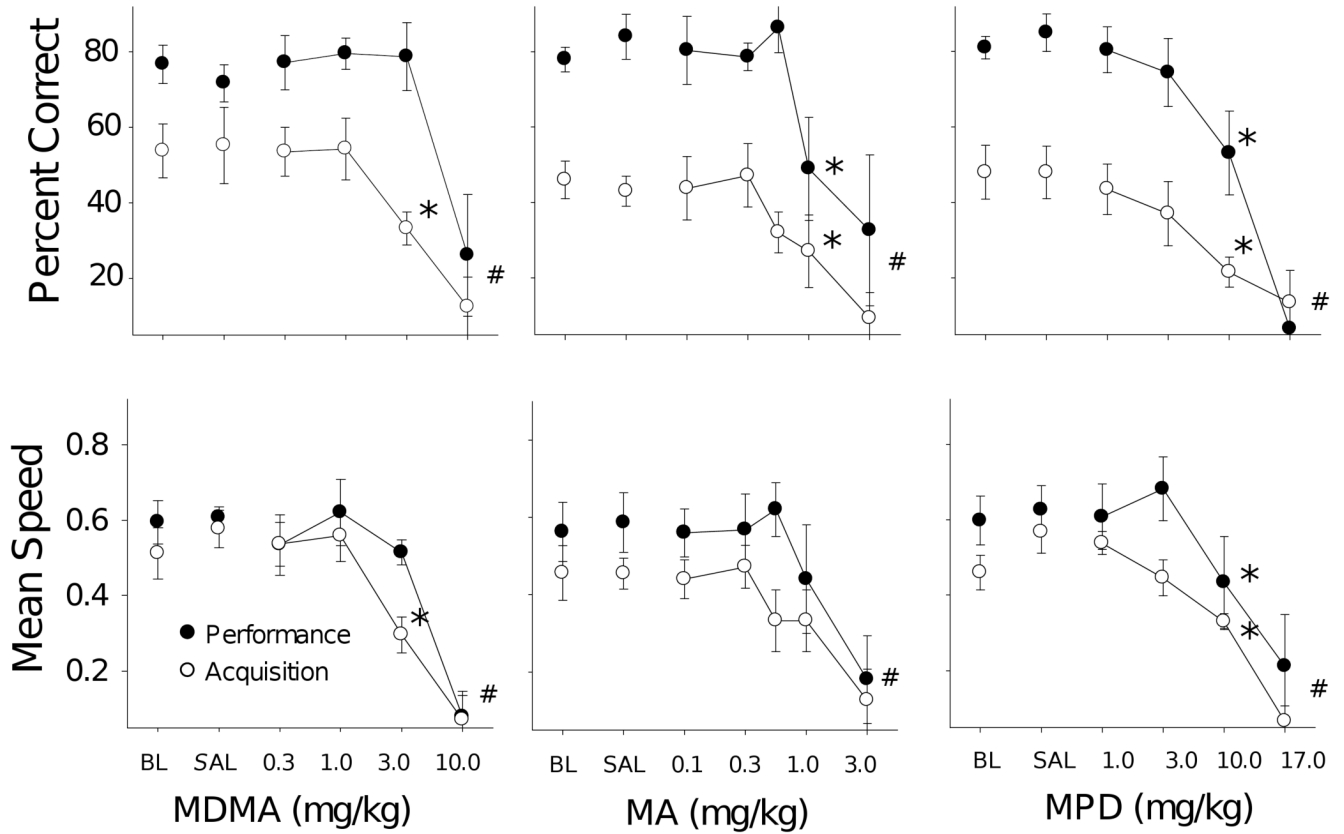 Percent Correct
80
60
40
20
*
#
*
*
#
*
*
#
Mean Speed
0.8
0.6
0.4
0.2
Performance
Acquisition
*
#
#
*
*
#
BL SAL 0.3 1.0 3.0 10.0
BL SAL 0.1 0.3 1.0 3.0
BL SAL 1.0 3.0 10.0 17.0
MDMA (mg/kg)
MA (mg/kg)
MPD (mg/kg)